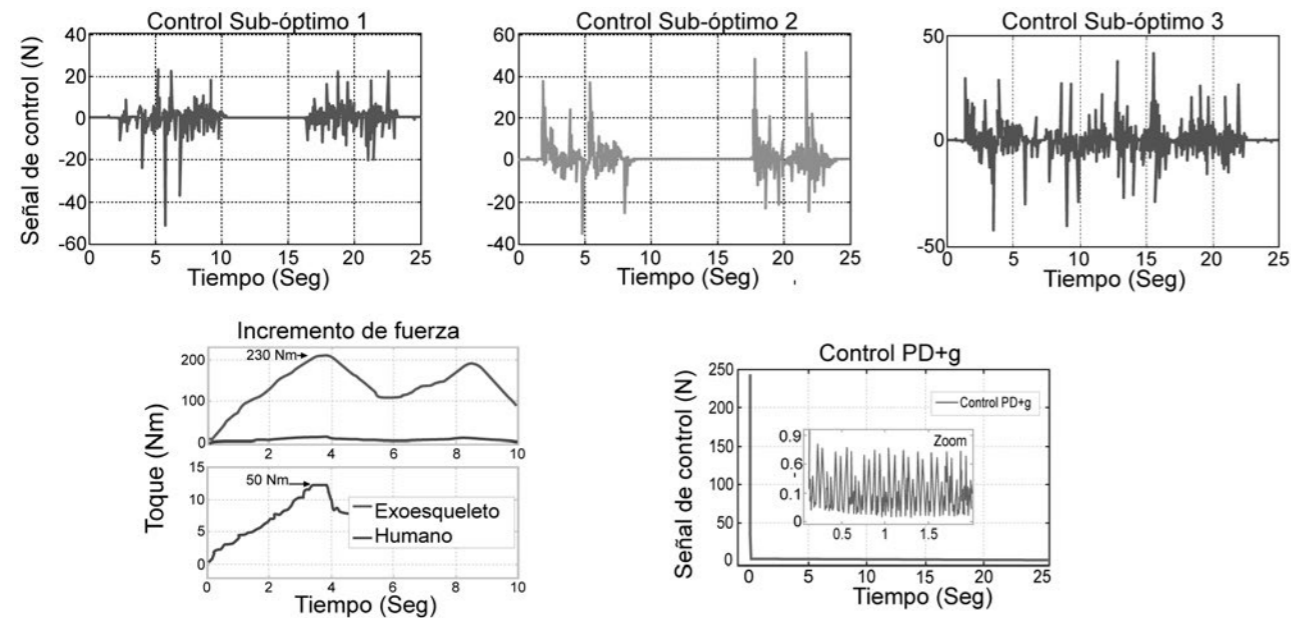 Control Sub-óptimo 1
Señal de control (N)
40
20
0
-20
-40
-60
0 5 10 15 20 25
Tiempo (Seg)
Control Sub-óptimo 2
60
40
20
0
-20
40
0 5 10 15 20 25
Tiempo (Seg)
Control Sub-óptimo 3
50
0
-50
0 5 10 15 20 25
Tiempo (Seg)
Incremento de fuerza
Toque (Nm)
230 Nm
200
100
0
2 4 6 8 10
15
10
5
0
50 Nm
Exoesqueleto
Humano
0 2 4 6 8 10
Tiempo (Seg)
Control PD+g
Señal de control (N)
250
200
150
100
50
0
Control PD+g
Zoom
0.9
0.6
0.1
0
0.5 1 1.5
0 5 10 15 20 25
Tiempo (Seg)